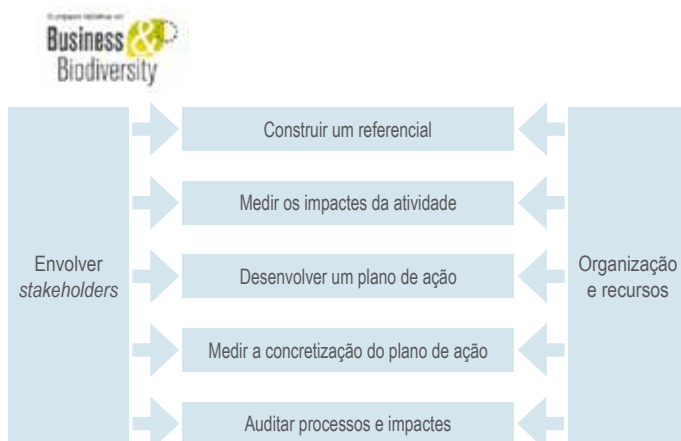 Business &
Biodiversity
Construir um referencial
Medir os impactes da atividade
Envolver
stakeholders
Desenvolver um plano de ação
Organização
e recursos
Medir a concretização do plano de ação
Auditar processos e impactes